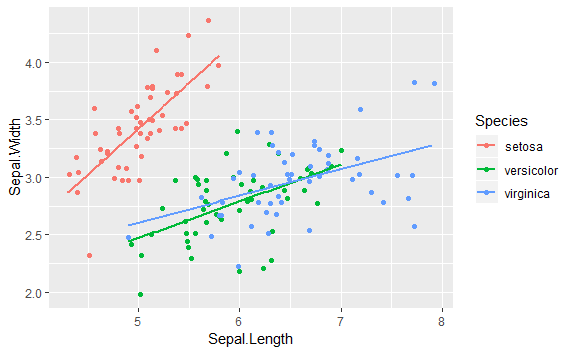 4.0
3.5
3.0
2.5
2.0
Sepal.Width
5
6
7
8
Sepal.Length
Species
setosa
versicolor
virginica